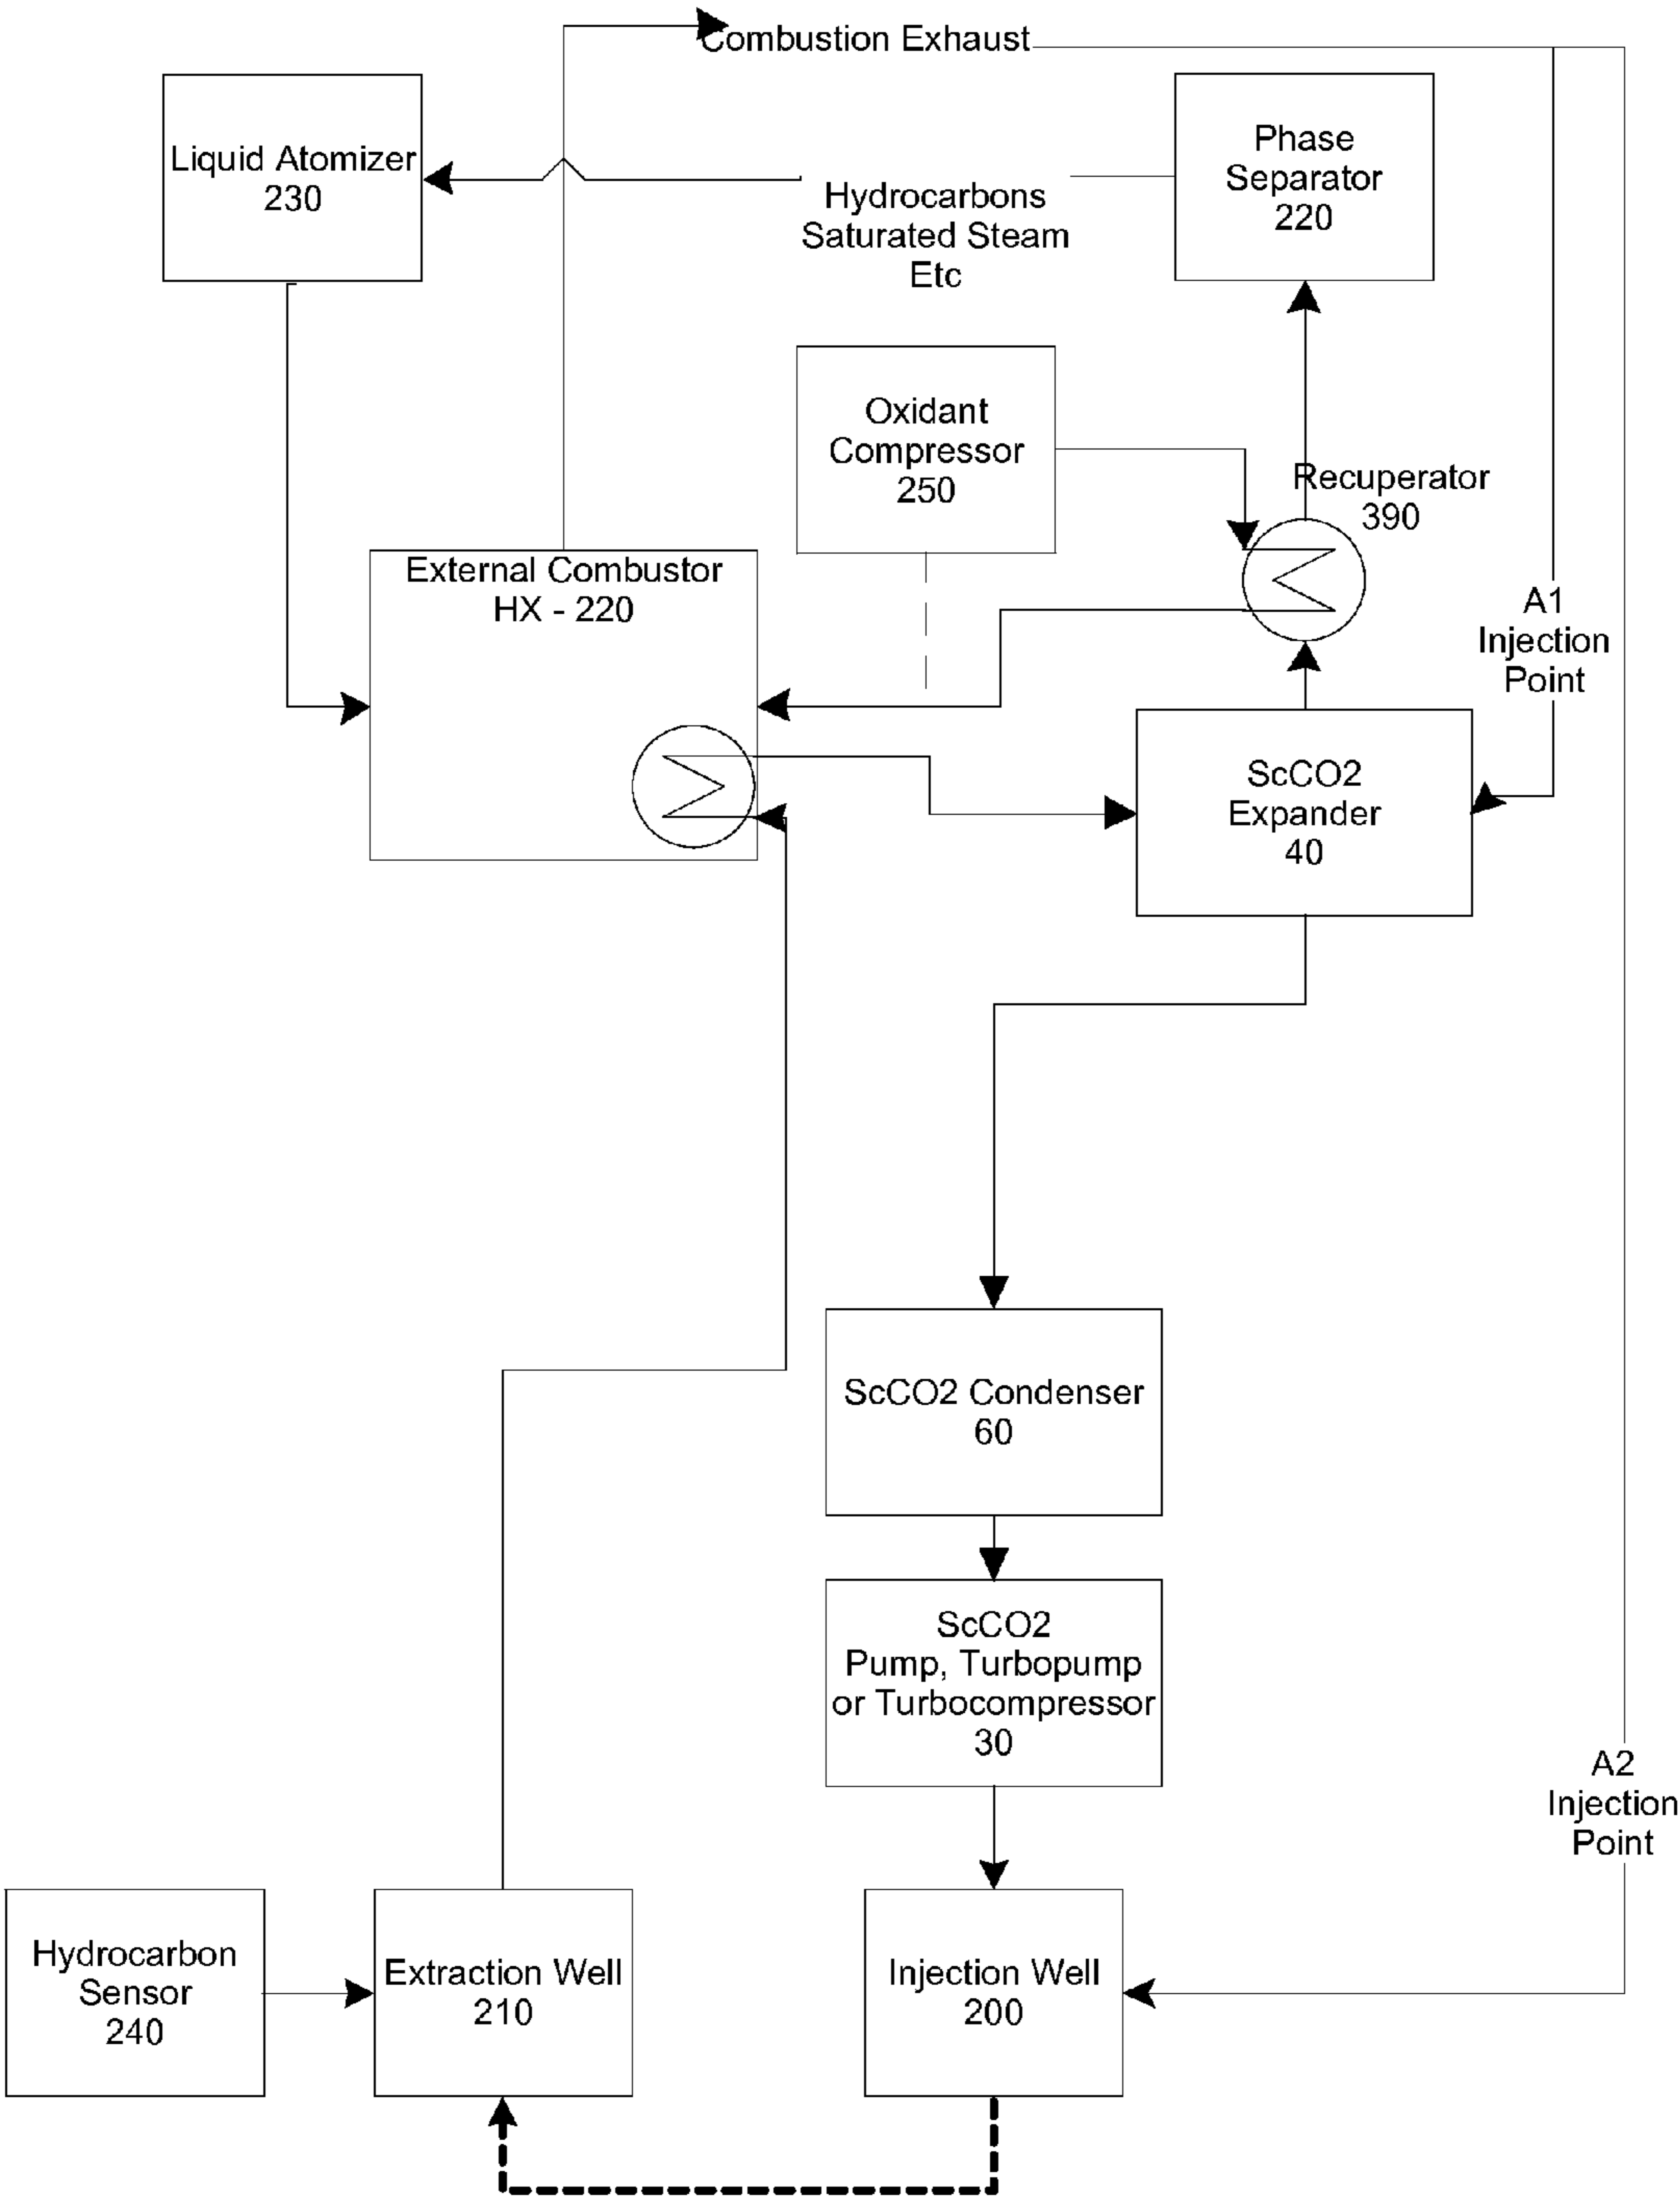 Combustion Exhaust
Liquid Atomizer
230
Phase
Separator
220
Hydrocarbons
Saturated Steam
Etc
Oxidant
Compressor
250
Recuperator
390
External Combustor
HX - 220
A1
Injection
Point
ScCO2
Expander
40
ScCO2 Condenser
60
ScCO2
Pump, Turbopump
or Turbocompressor
30
A2
Injection
Point
Hydrocarbon
Sensor
240
Extraction Well
210
Injection Well
200